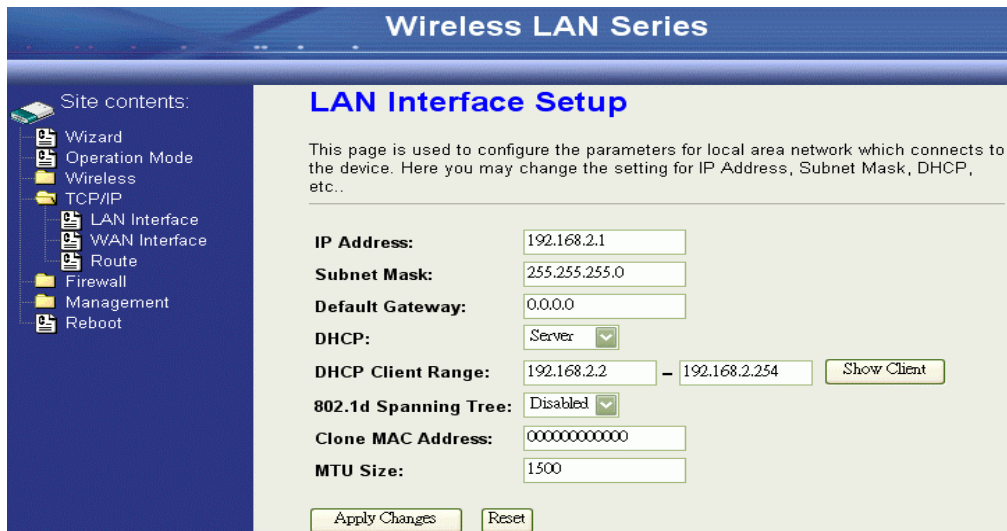 Wireless LAN Series
Site contents:
Wizard
Operation Mode
Wireless
TCP/IP
LAN Interface
WAN Interface
Route
Firewall
Management
Reboot
LAN Interface Setup
This page is used to configure the parameters for local area network which connects to
the device. Here you may change the setting for IP Address, Subnet Mask, DHCP,
etc..
IP Address: 192.168.2.1
Subnet Mask: 255.255.255.0
Default Gateway: 0.0.0.0
DHCP: Server
DHCP Client Range: 192.168.2.2 – 192.168.2.254 Show Client
802.1d Spanning Tree: Disabled
Clone MAC Address: 000000000000
MTU Size: 1500
Apply Changes Reset